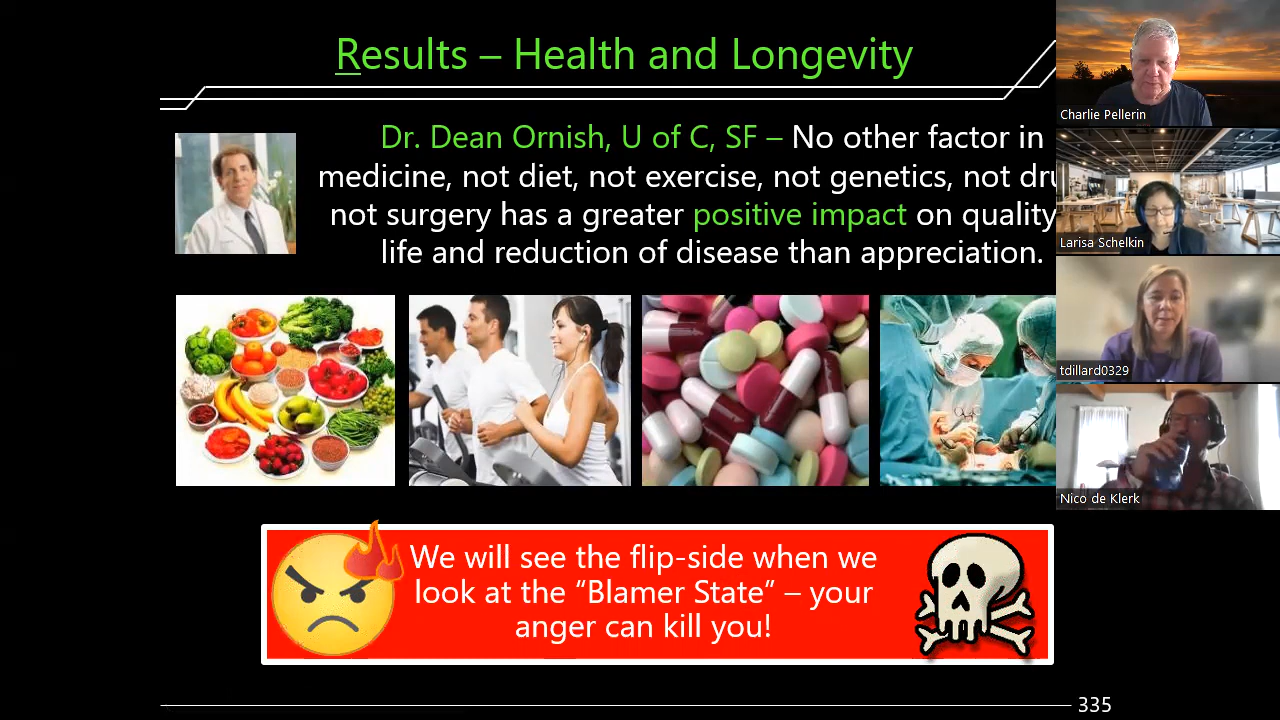 Results – Health and Longevity
Dr. Dean Ornish, U of C, SF – No other factor in
medicine, not diet, not exercise, not genetics, not
not surgery has a greater positive impact on quality
life and reduction of disease than appreciation.
We will see the flip-side when we
look at the “Blamer State” – your
anger can kill you!
335
Charlie Pellerin
Larisa Schelkin
tdillard0329
Nico de Klerk